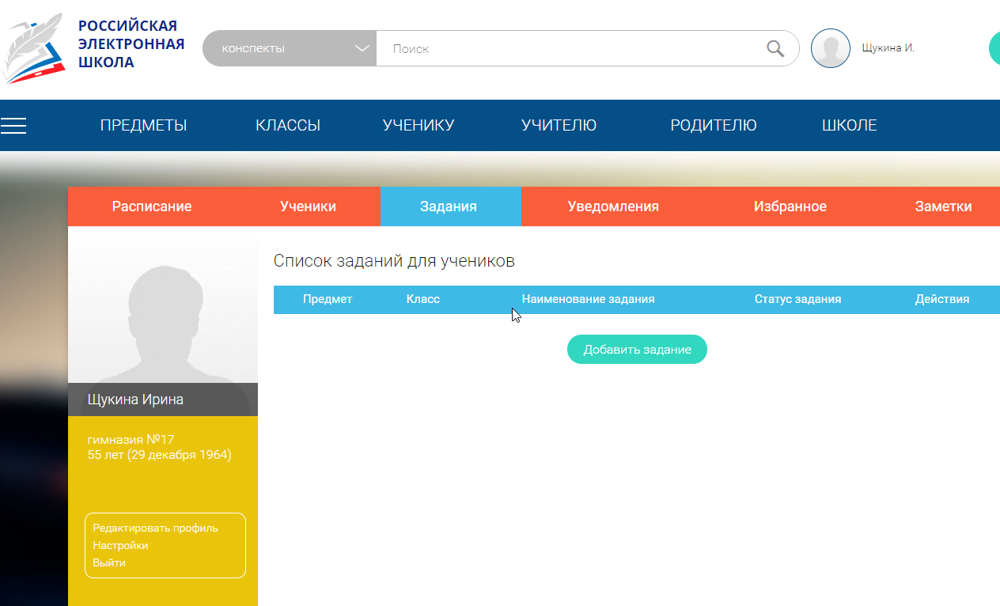 РОССИЙСКАЯ
ЭЛЕКТРОННАЯ
ШКОЛА
конспекты
Поиск
Щукина И.
ПРЕДМЕТЫ КЛАССЫ УЧЕНИКУ УЧИТЕЛЮ РОДИТЕЛЮ ШКОЛЕ
Расписание Ученики Задания Уведомления Избранное Заметки
Список заданий для учеников
Предмет Класс Наименование задания Статус задания Действия
Добавить задание
Щукина Ирина
гимназия №17
55 лет (29 декабря 1964)
Редактировать профиль
Настройки
Выйти